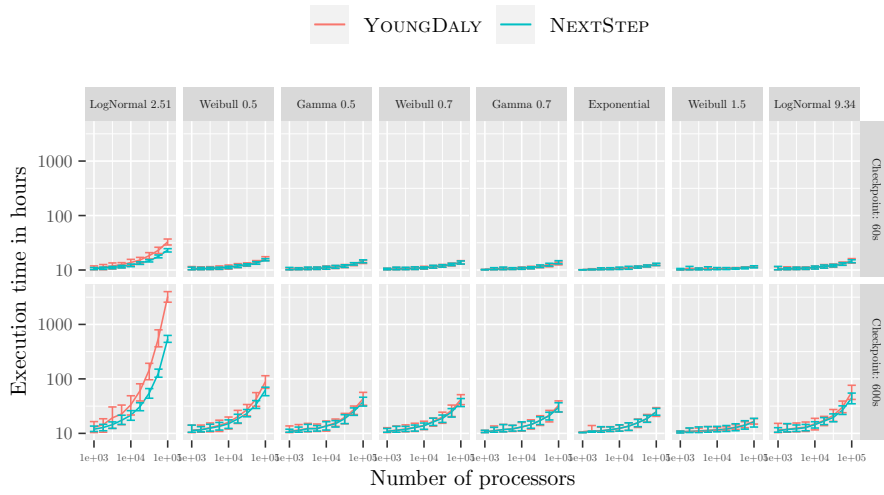 YOUNGDALY NEXTSTEP
LogNormal 2.51 Weibull 0.5 Gamma 0.5 Weibull 0.7 Gamma 0.7 Exponential Weibull 1.5 LogNormal 9.34
Execution time in hours
1000
100
10
Checkpoint: 60s
1000
100
10
Checkpoint: 600s
1e+03 1e+04 1e+05 1e+03 1e+04 1e+05 1e+03 1e+04 1e+05 1e+03 1e+04 1e+05 1e+03 1e+04 1e+05 1e+03 1e+04 1e+05 1e+03 1e+04 1e+05 1e+03 1e+04 1e+05
Number of processors